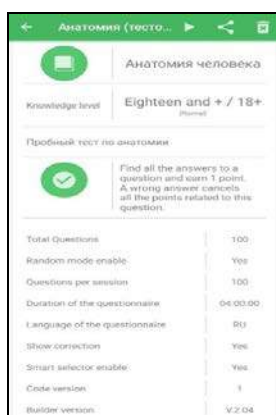 Анатомия (тесто...
Анатомия человека
Knowledge level
Eighteen and + / 18+
(Normal)
Пробный тест по анатомии
Find all the answers to a
question and earn 1 point.
A wrong answer cancels
all the points related to this
question.
Total Questions 100
Random mode enable Yes
Questions per session 100
Duration of the questionnaire 04:00:00
Language of the questionnaire RU
Show correction Yes
Smart selector enable Yes
Code version 1
Builder version V.2.04